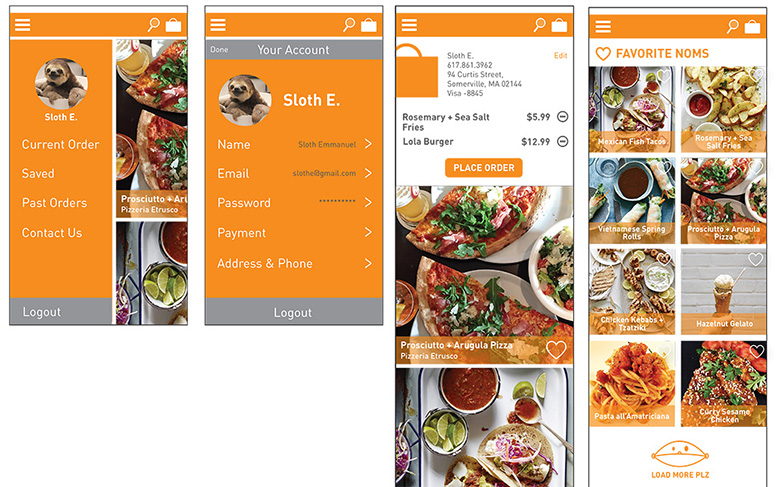 Sloth E.
Current Order
Saved
Past Orders
Contact Us
Logout
Prosciutto + Aru
Pizzeria Etrusco
Done
Your Account
Sloth E.
Name
Sloth Emmanuel
Email
slothe@gmail.com
Password
**********
Payment
Address & Phone
Logout
Sloth E.
617.861.3962
94 Curtis Street,
Somerville, MA 02144
Visa -8845
Edit
Rosemary + Sea Salt
Fries
$5.99
Lola Burger
$12.99
PLACE ORDER
Prosciutto + Arugula Pizza
Pizzeria Etrusco
FAVORITE NOMS
Mexican Fish Tacos
Rosemary + Sea
Salt Fries
Vietnamese Spring
Rolls
Prosciutto + Arugula
Pizza
Chicken Kebabs +
Tzatziki
Hazelnut Gelato
Pasta all'Amatriciana
Curry Sesame
Chicken
LOAD MORE PLZ